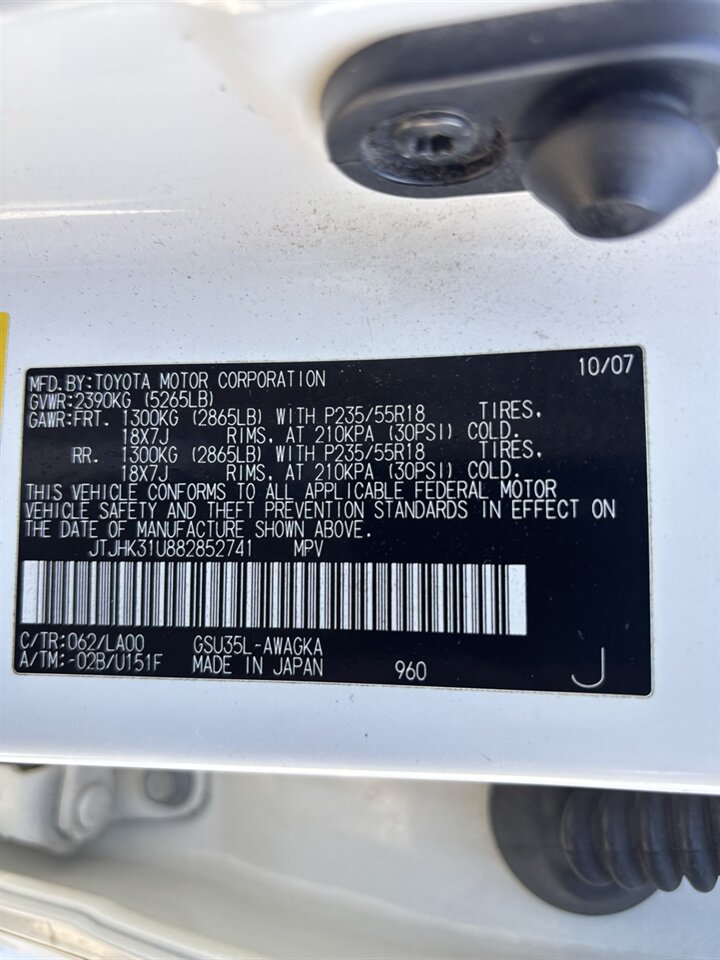 MFD.BY:TOYOTA MOTOR CORPORATION 10/07
GVWR:2390KG (5265LB)
GAWR:FRT. 1300KG (2865LB) WITH P235/55R18 TIRES,
18X7J RIMS, AT 210KPA (30PSI) COLD.
RR. 1300KG (2865LB) WITH P235/55R18 TIRES,
18X7J RIMS, AT 210KPA (30PSI) COLD.
THIS VEHICLE CONFORMS TO ALL APPLICABLE FEDERAL MOTOR
VEHICLE SAFETY AND THEFT PREVENTION STANDARDS IN EFFECT ON
THE DATE OF MANUFACTURE SHOWN ABOVE.
JTJHK31U882852741 MPV
C/TR:062/LA00 GSU35L-AWAGKA
A/TM:-02B/U151F MADE IN JAPAN 960 J